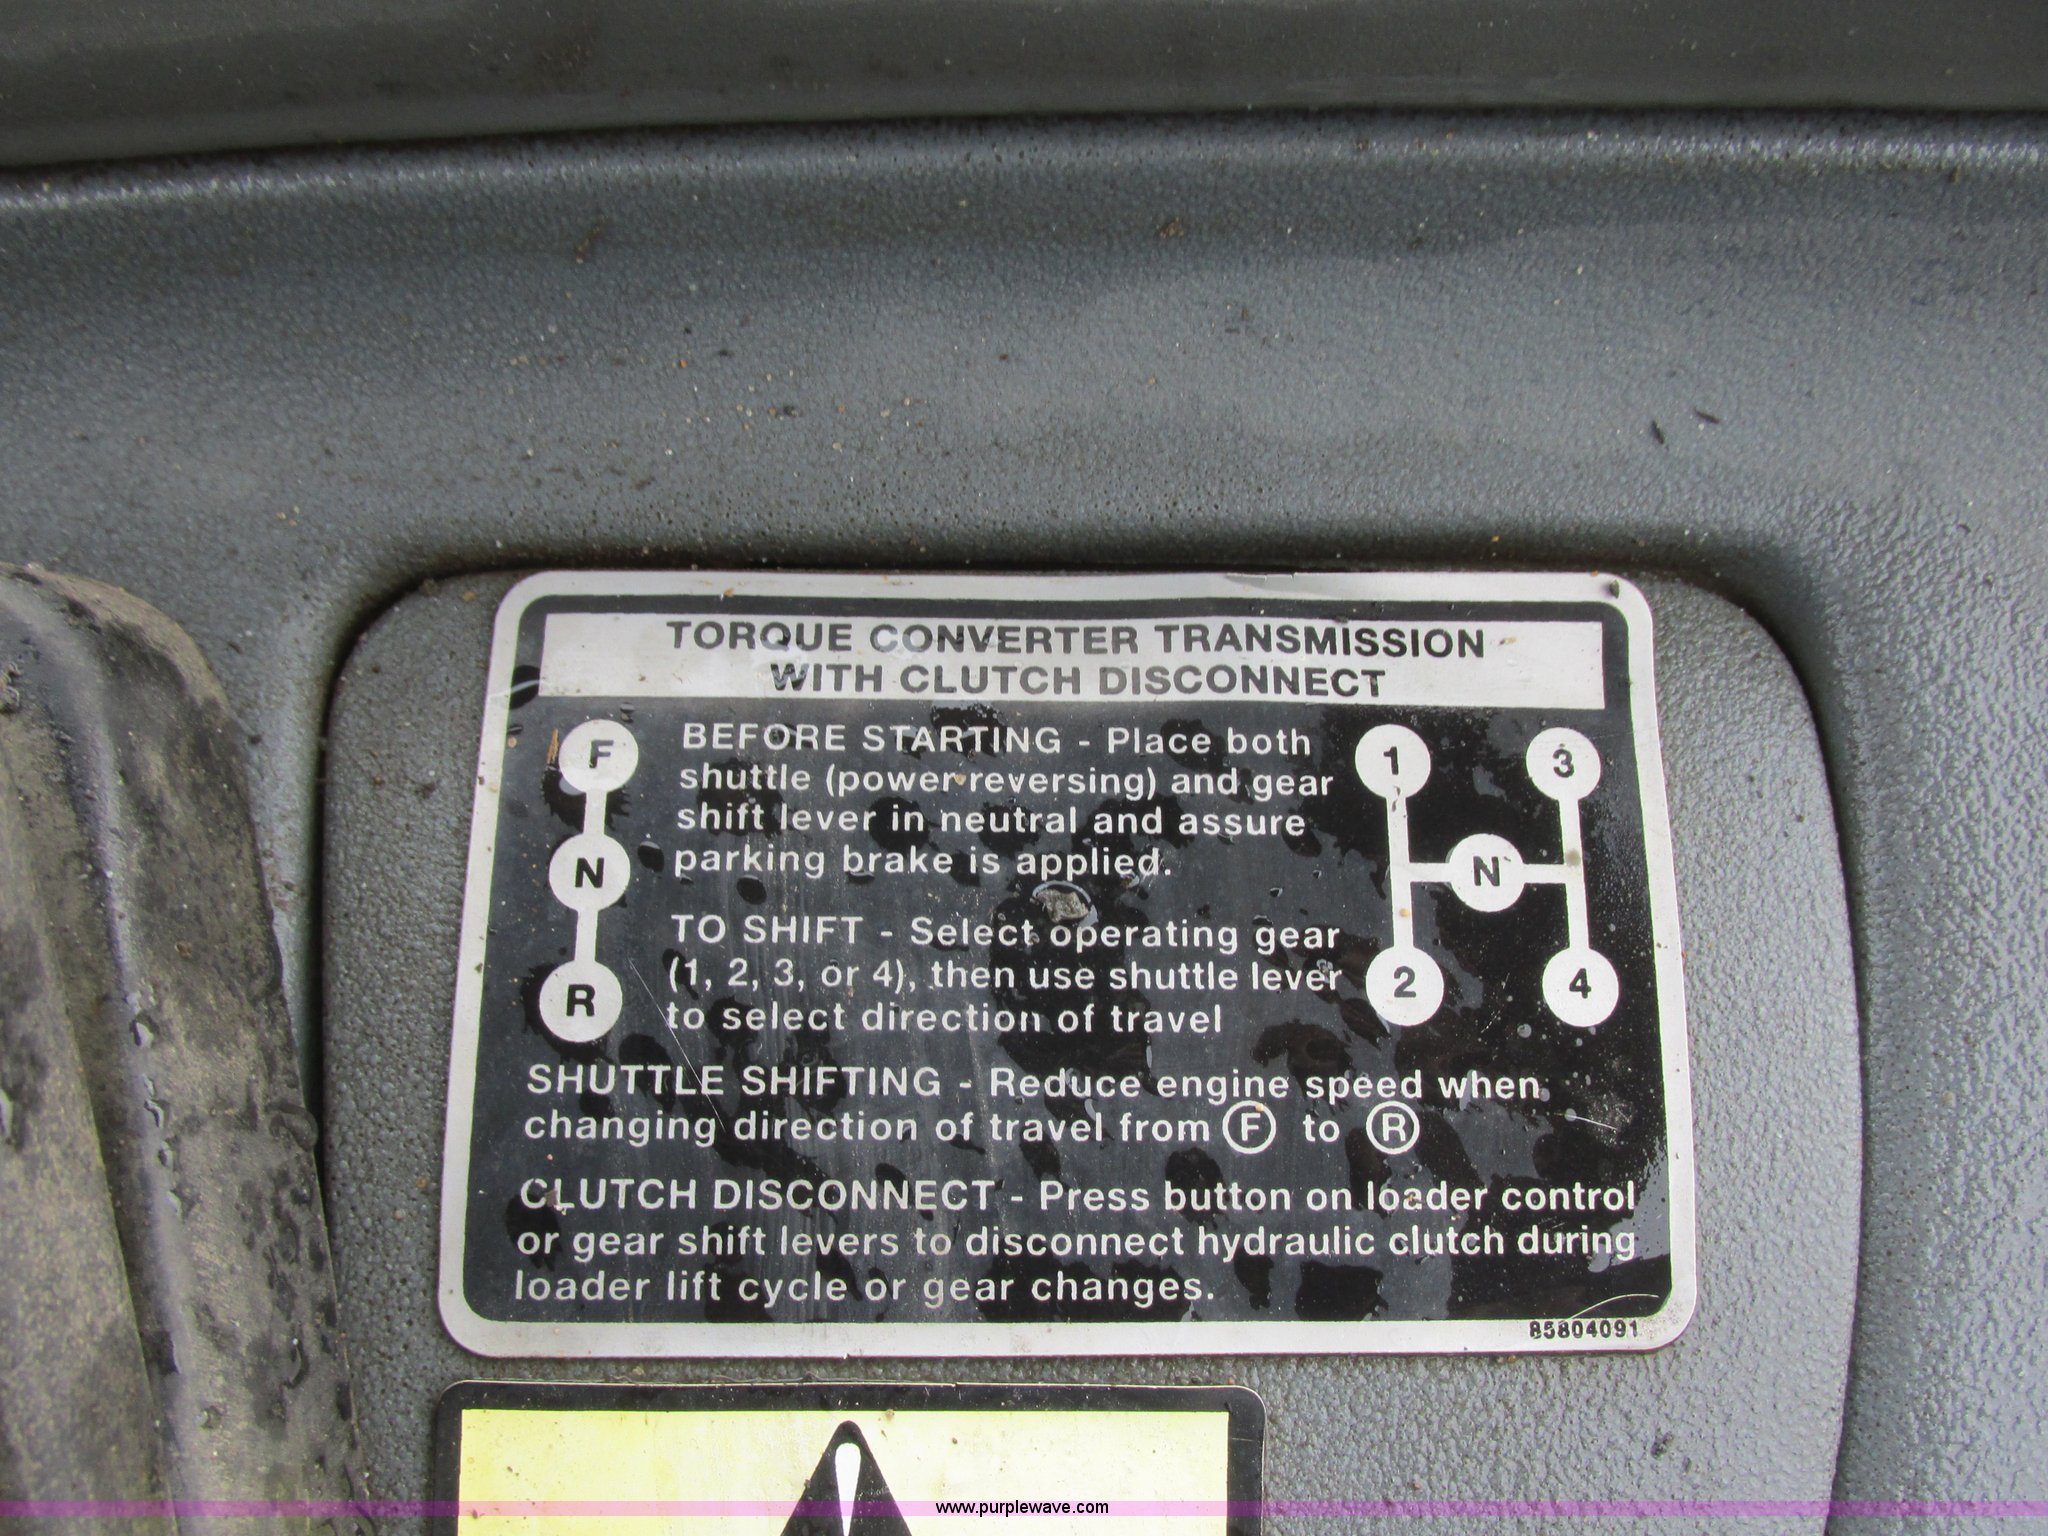 TORQUE CONVERTER TRANSMISSION
WITH CLUTCH DISCONNECT
F
N
R
BEFORE STARTING - Place both
shuttle (power reversing) and gear
shift lever in neutral and assure
parking brake is applied.
TO SHIFT - Select operating gear
(1, 2, 3, or 4), then use shuttle lever
to select direction of travel
1 3
N
2 4
SHUTTLE SHIFTING - Reduce engine speed when
changing direction of travel from Ⓕ to Ⓡ
CLUTCH DISCONNECT - Press button on loader control
or gear shift levers to disconnect hydraulic clutch during
loader lift cycle or gear changes.
85804091
www.purplewave.com